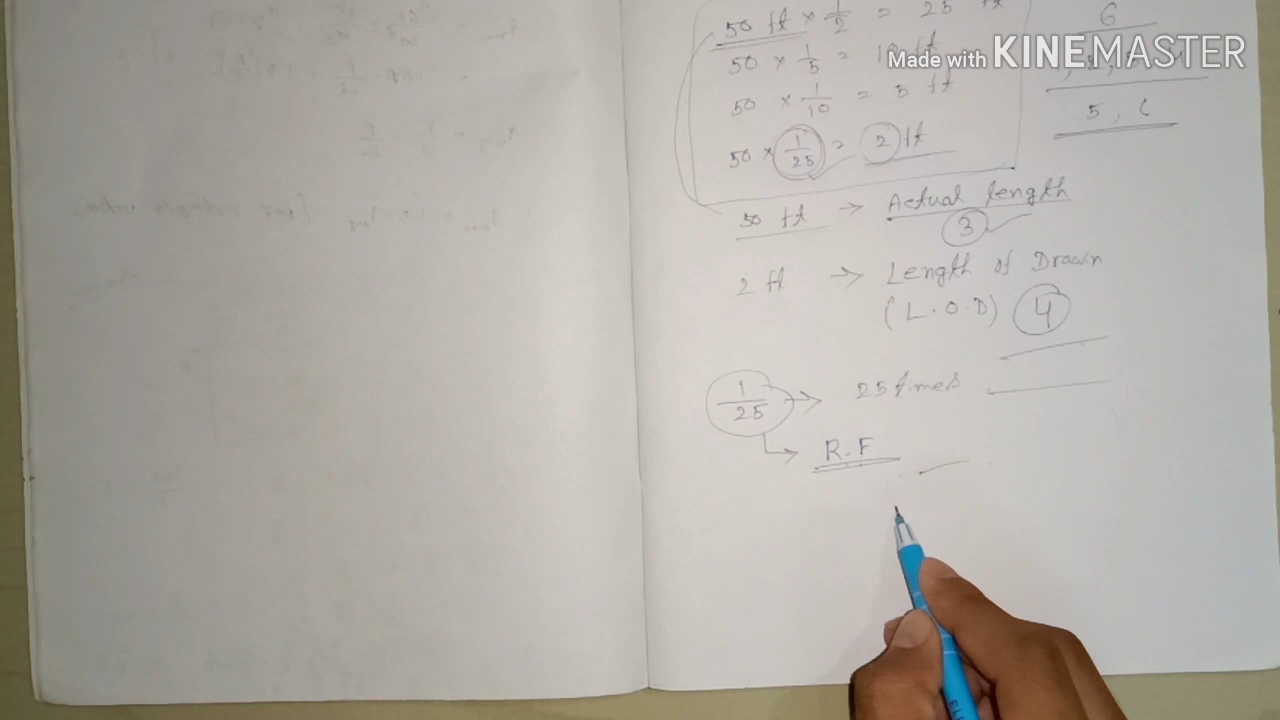 50 ft × 1/2 = 25 ft
50 × 1/5 = 10 ft
50 × 1/10 = 5 ft
50 × 1/25 = 2 ft
6
5, 6
Made with KINEMASTER
50 ft → Actual length
3
2 ft → Length of Drawn
(L.O.D) 4
1/25 → 25 times
R.F